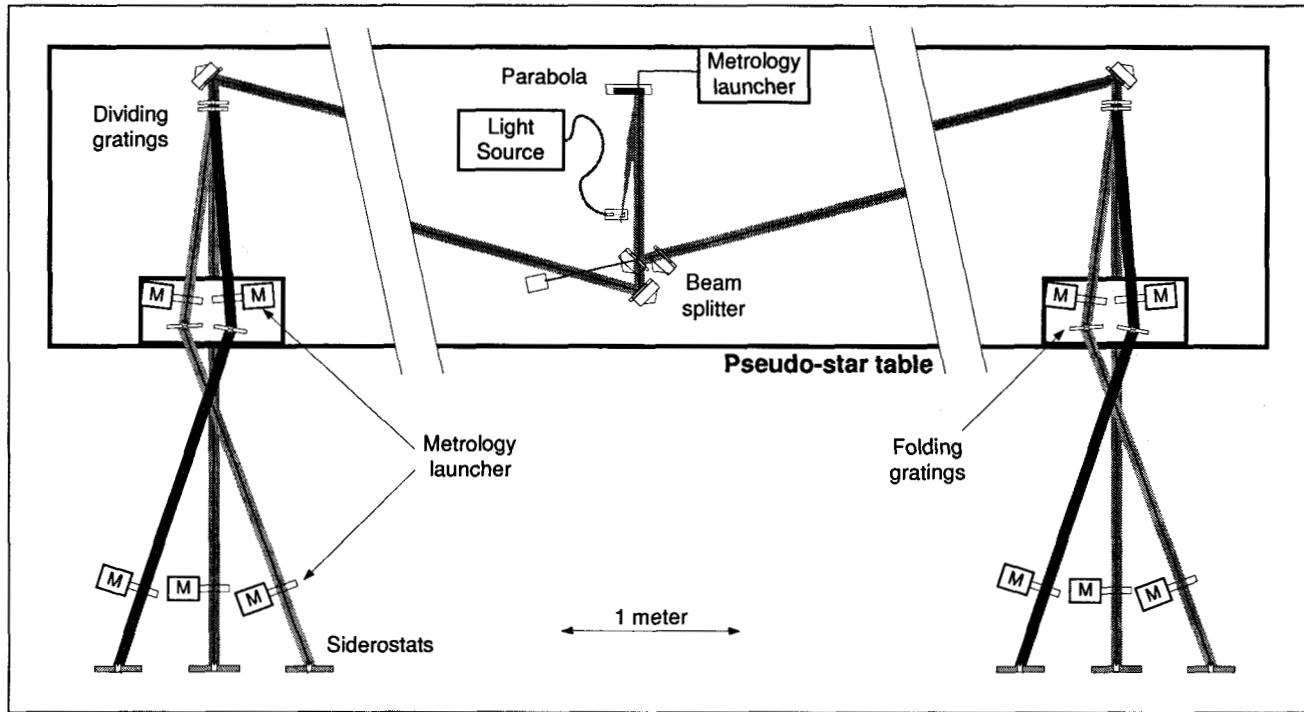 Parabola
Metrology
launcher
Dividing
gratings
Light
Source
M
M
M
M
Beam
splitter
Pseudo-star table
Metrology
launcher
Folding
gratings
M
M
M
M
M
M
1 meter
Siderostats